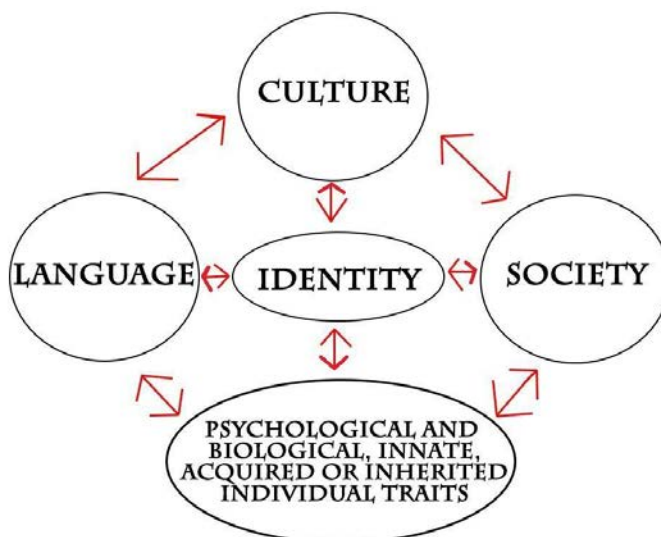 CULTURE
LANGUAGE
IDENTITY
SOCIETY
PSYCHOLOGICAL AND
BIOLOGICAL, INNATE,
ACQUIRED OR INHERITED
INDIVIDUAL TRAITS